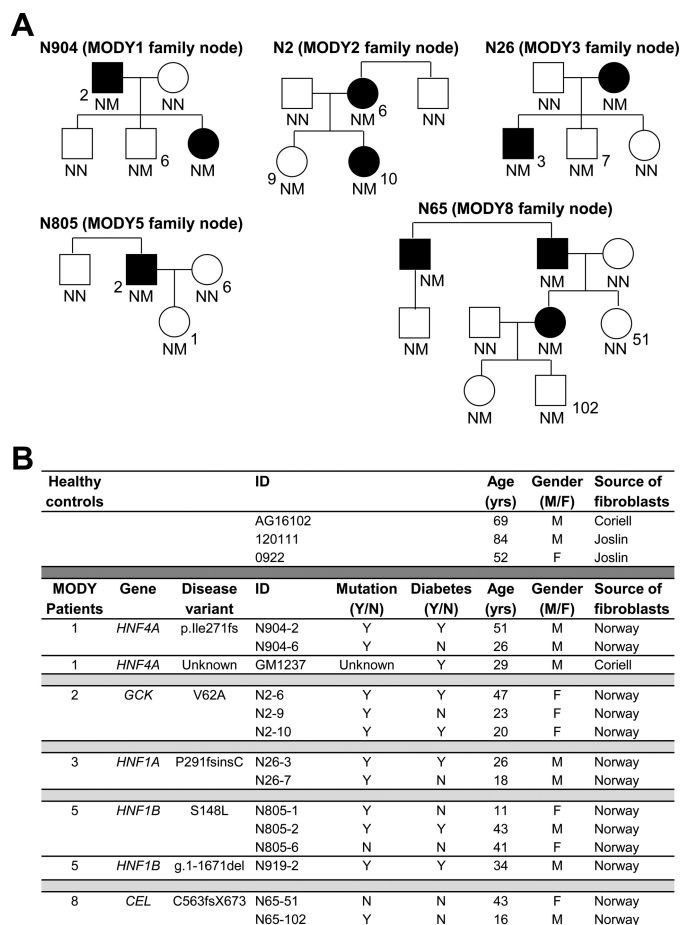 A
N904 (MODY1 family node)
2 NM NN
NN NM 6 NM
N2 (MODY2 family node)
NN NM 6 NN
9 NM NM 10
N26 (MODY3 family node)
NN NM
NM 3 NM 7 NN
N805 (MODY5 family node)
NN 2 NM NN 6
NM 1
N65 (MODY8 family node)
NM NM NN
NM NN NM NN 51
NM NM 102
B
Healthy controls ID Age (yrs) Gender (M/F) Source of fibroblasts
AG16102 69 M Coriell
120111 84 M Joslin
0922 52 F Joslin
MODY Patients Gene Disease variant ID Mutation (Y/N) Diabetes (Y/N) Age (yrs) Gender (M/F) Source of fibroblasts
1 HNF4A p.Ile271fs N904-2 Y Y 51 M Norway
N904-6 Y N 26 M Norway
1 HNF4A Unknown GM1237 Unknown Y 29 M Coriell
2 GCK V62A N2-6 Y Y 47 F Norway
N2-9 Y N 23 F Norway
N2-10 Y Y 20 F Norway
3 HNF1A P291fsinsC N26-3 Y Y 26 M Norway
N26-7 Y N 18 M Norway
5 HNF1B S148L N805-1 Y N 11 F Norway
N805-2 Y Y 43 M Norway
N805-6 N N 41 F Norway
5 HNF1B g.1-1671del N919-2 Y Y 34 M Norway
8 CEL C563fsX673 N65-51 N N 43 F Norway
N65-102 Y N 16 M Norway